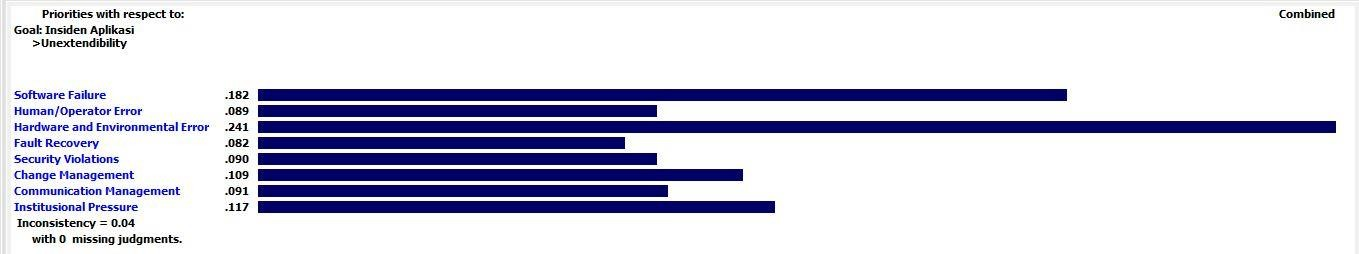 Priorities with respect to: Combined
Goal: Insiden Aplikasi
>Unextendibility
Software Failure .182
Human/Operator Error .089
Hardware and Environmental Error .241
Fault Recovery .082
Security Violations .090
Change Management .109
Communication Management .091
Institusional Pressure .117
Inconsistency = 0.04
with 0 missing judgments.